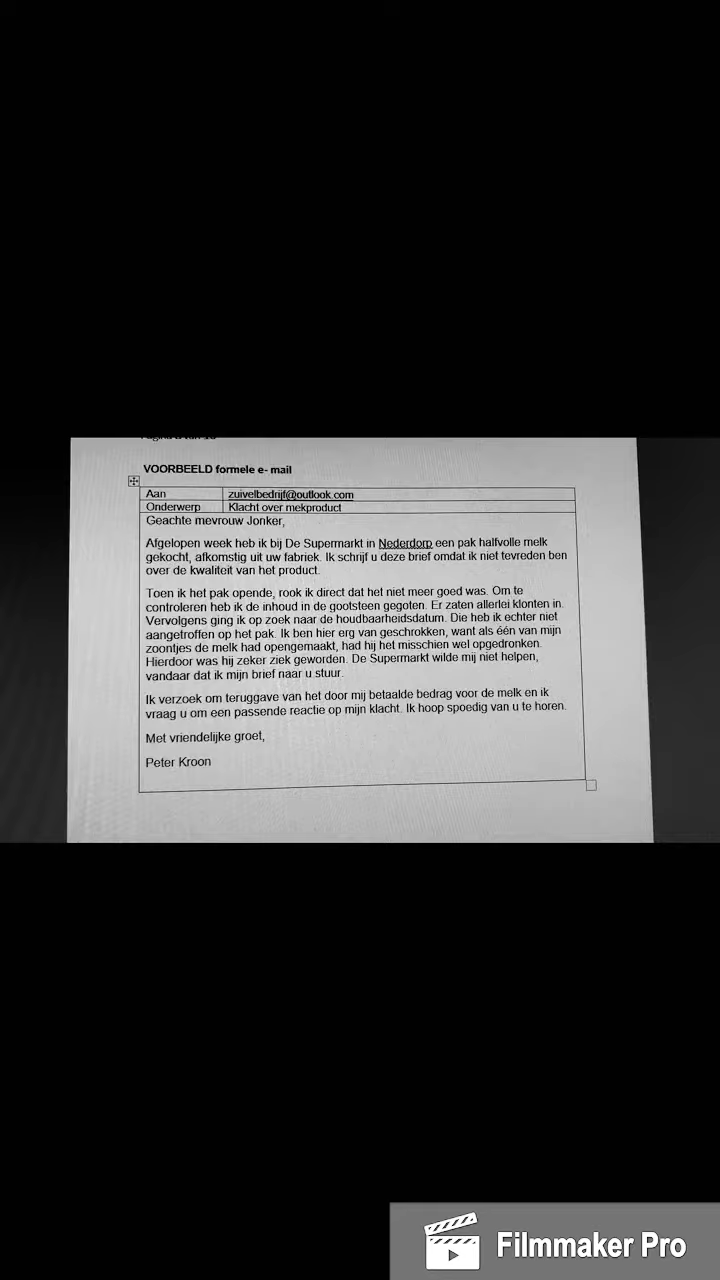 VOORBEELD formele e- mail
Aan zuivelbedrijf@outlook.com
Onderwerp Klacht over mekproduct
Geachte mevrouw Jonker,
Afgelopen week heb ik bij De Supermarkt in Nederdorp een pak halfvolle melk
gekocht, afkomstig uit uw fabriek. Ik schrijf u deze brief omdat ik niet tevreden ben
over de kwaliteit van het product.
Toen ik het pak opende, rook ik direct dat het niet meer goed was. Om te
controleren heb ik de inhoud in de gootsteen gegoten. Er zaten allerlei klonten in.
Vervolgens ging ik op zoek naar de houdbaarheidsdatum. Die heb ik echter niet
aangetroffen op het pak. Ik ben hier erg van geschrokken, want als één van mijn
zoontjes de melk had opengemaakt, had hij het misschien wel opgedronken.
Hierdoor was hij zeker ziek geworden. De Supermarkt wilde mij niet helpen,
vandaar dat ik mijn brief naar u stuur.
Ik verzoek om teruggave van het door mij betaalde bedrag voor de melk en ik
vraag u om een passende reactie op mijn klacht. Ik hoop spoedig van u te horen.
Met vriendelijke groet,
Peter Kroon
Filmmaker Pro